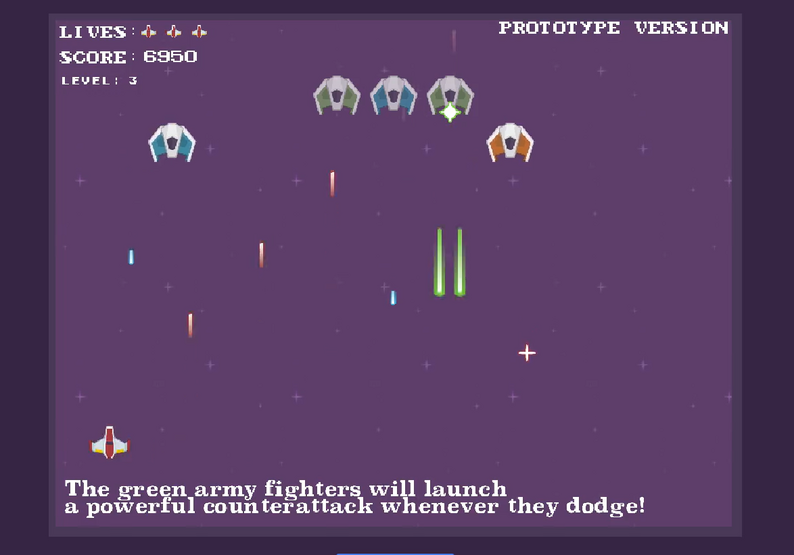 LIVES:
PROTOTYPE VERSION
SCORE: 6950
LEVEL: 3
The green army fighters will launch
a powerful counterattack whenever they dodge!